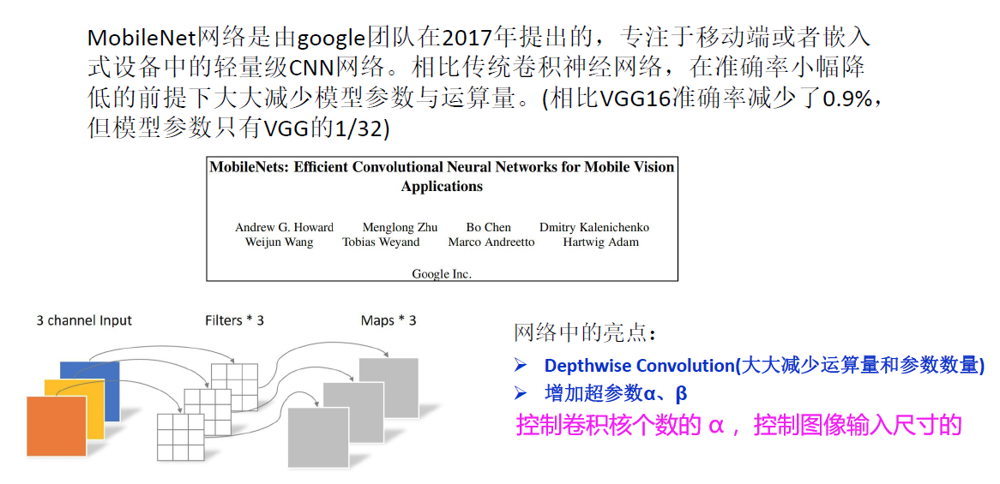 MobileNet网络是由google团队在2017年提出的，专注于移动端或者嵌入
式设备中的轻量级CNN网络。相比传统卷积神经网络，在准确率小幅降
低的前提下大大减少模型参数与运算量。(相比VGG16准确率减少了0.9%，
但模型参数只有VGG的1/32)
MobileNets: Efficient Convolutional Neural Networks for Mobile Vision
Applications
Andrew G. Howard Menglong Zhu Bo Chen Dmitry Kalenichenko
Weijun Wang Tobias Weyand Marco Andreetto Hartwig Adam
Google Inc.
3 channel Input Filters * 3 Maps * 3
网络中的亮点：
➢ Depthwise Convolution(大大减少运算量和参数数量)
➢ 增加超参数α、β
控制卷积核个数的 α ，控制图像输入尺寸的